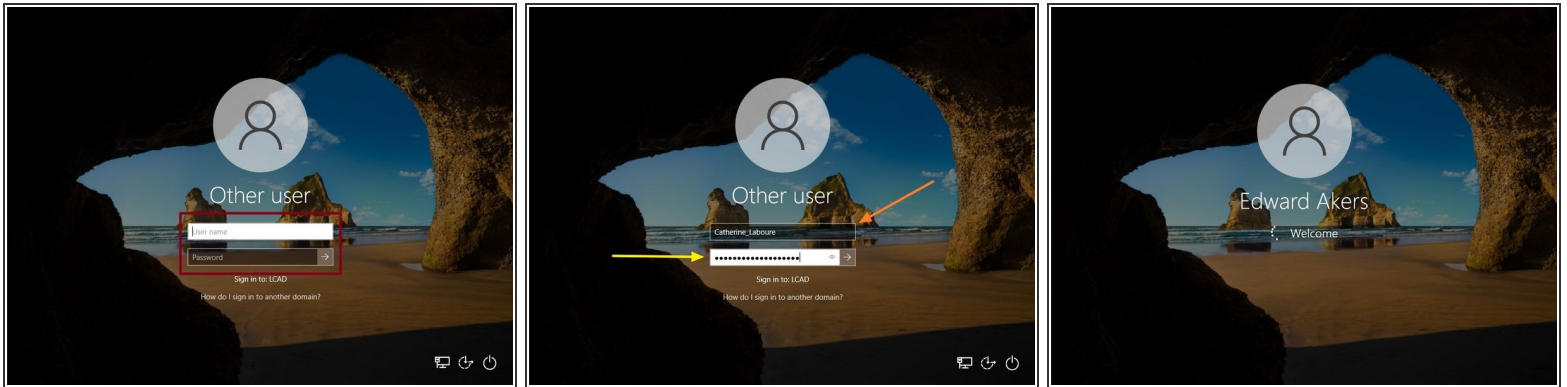 Other user
User name
Password
Sign in to: LCAD
How do I sign in to another domain?
Other user
Catherine_Laboure
Sign in to: LCAD
How do I sign in to another domain?
Edward Akers
Welcome